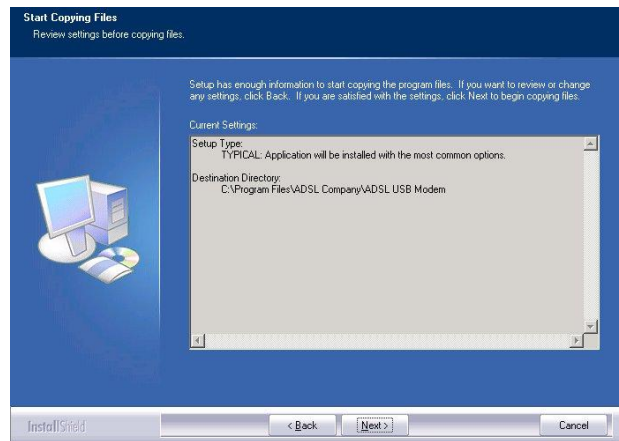 Start Copying Files
Review settings before copying files.
Setup has enough information to start copying the program files. If you want to review or change
any settings, click Back. If you are satisfied with the settings, click Next to begin copying files.
Current Settings:
Setup Type:
TYPICAL: Application will be installed with the most common options.
Destination Directory:
C:\Program Files\ADSL Company\ADSL USB Modem
InstallShield
< Back
Next >
Cancel